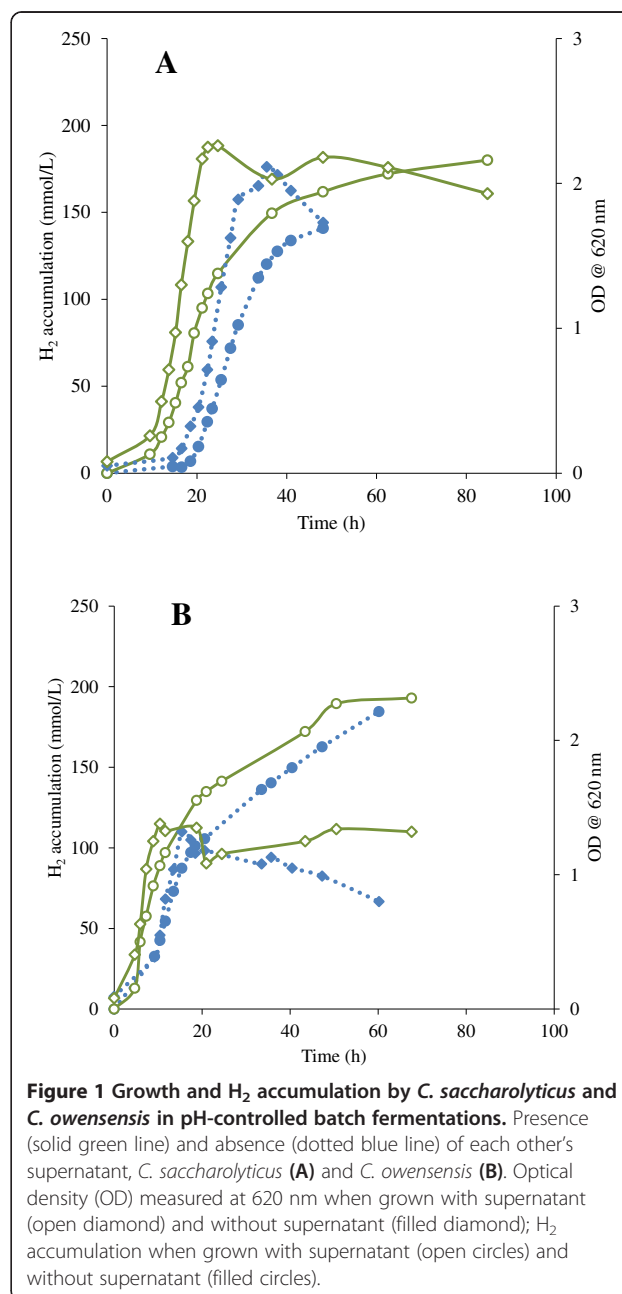 A
250
200
150
100
50
0
H2 accumulation (mmol/L)
3
2
1
0
OD @ 620 nm
0 20 40 60 80 100
Time (h)
B
250
200
150
100
50
0
H2 accumulation (mmol/L)
3
2
1
0
OD @ 620 nm
0 20 40 60 80 100
Time (h)
Figure 1 Growth and H2 accumulation by C. saccharolyticus and
C. owensensis in pH-controlled batch fermentations. Presence
(solid green line) and absence (dotted blue line) of each other's
supernatant, C. saccharolyticus (A) and C. owensensis (B). Optical
density (OD) measured at 620 nm when grown with supernatant
(open diamond) and without supernatant (filled diamond); H2
accumulation when grown with supernatant (open circles) and
without supernatant (filled circles).